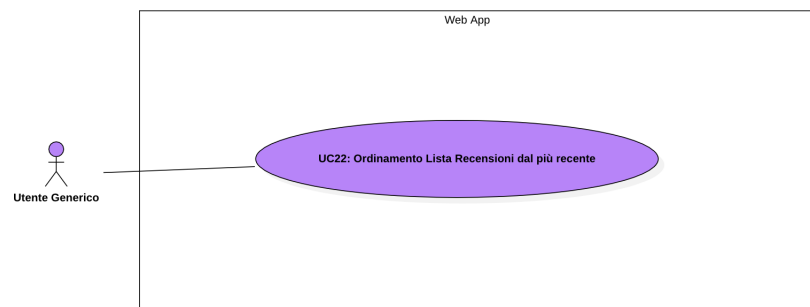 Web App
UC22: Ordinamento Lista Recensioni dal più recente
Utente Generico